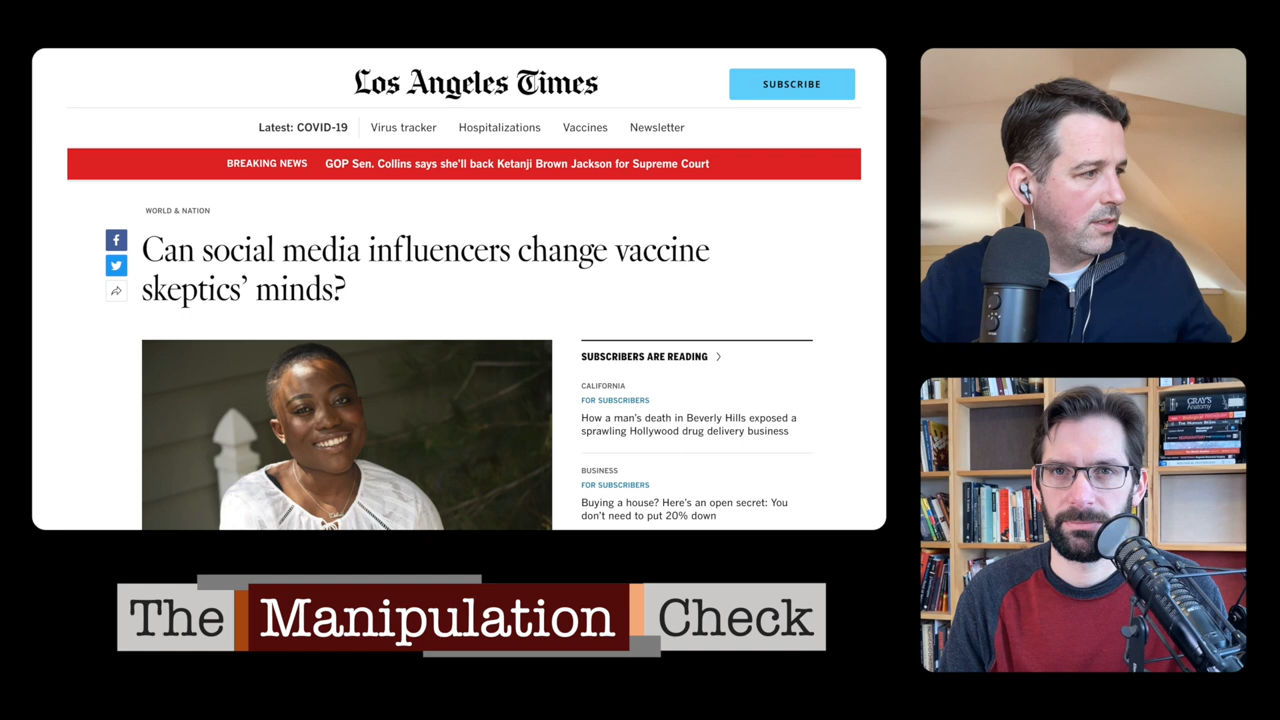 Los Angeles Times
SUBSCRIBE
Latest: COVID-19 Virus tracker Hospitalizations Vaccines Newsletter
BREAKING NEWS GOP Sen. Collins says she'll back Ketanji Brown Jackson for Supreme Court
WORLD & NATION
Can social media influencers change vaccine
skeptics’ minds?
SUBSCRIBERS ARE READING
CALIFORNIA
FOR SUBSCRIBERS
How a man’s death in Beverly Hills exposed a
sprawling Hollywood drug delivery business
BUSINESS
FOR SUBSCRIBERS
Buying a house? Here’s an open secret: You
don’t need to put 20% down
The Manipulation Check
GRAY'S
Anatomy